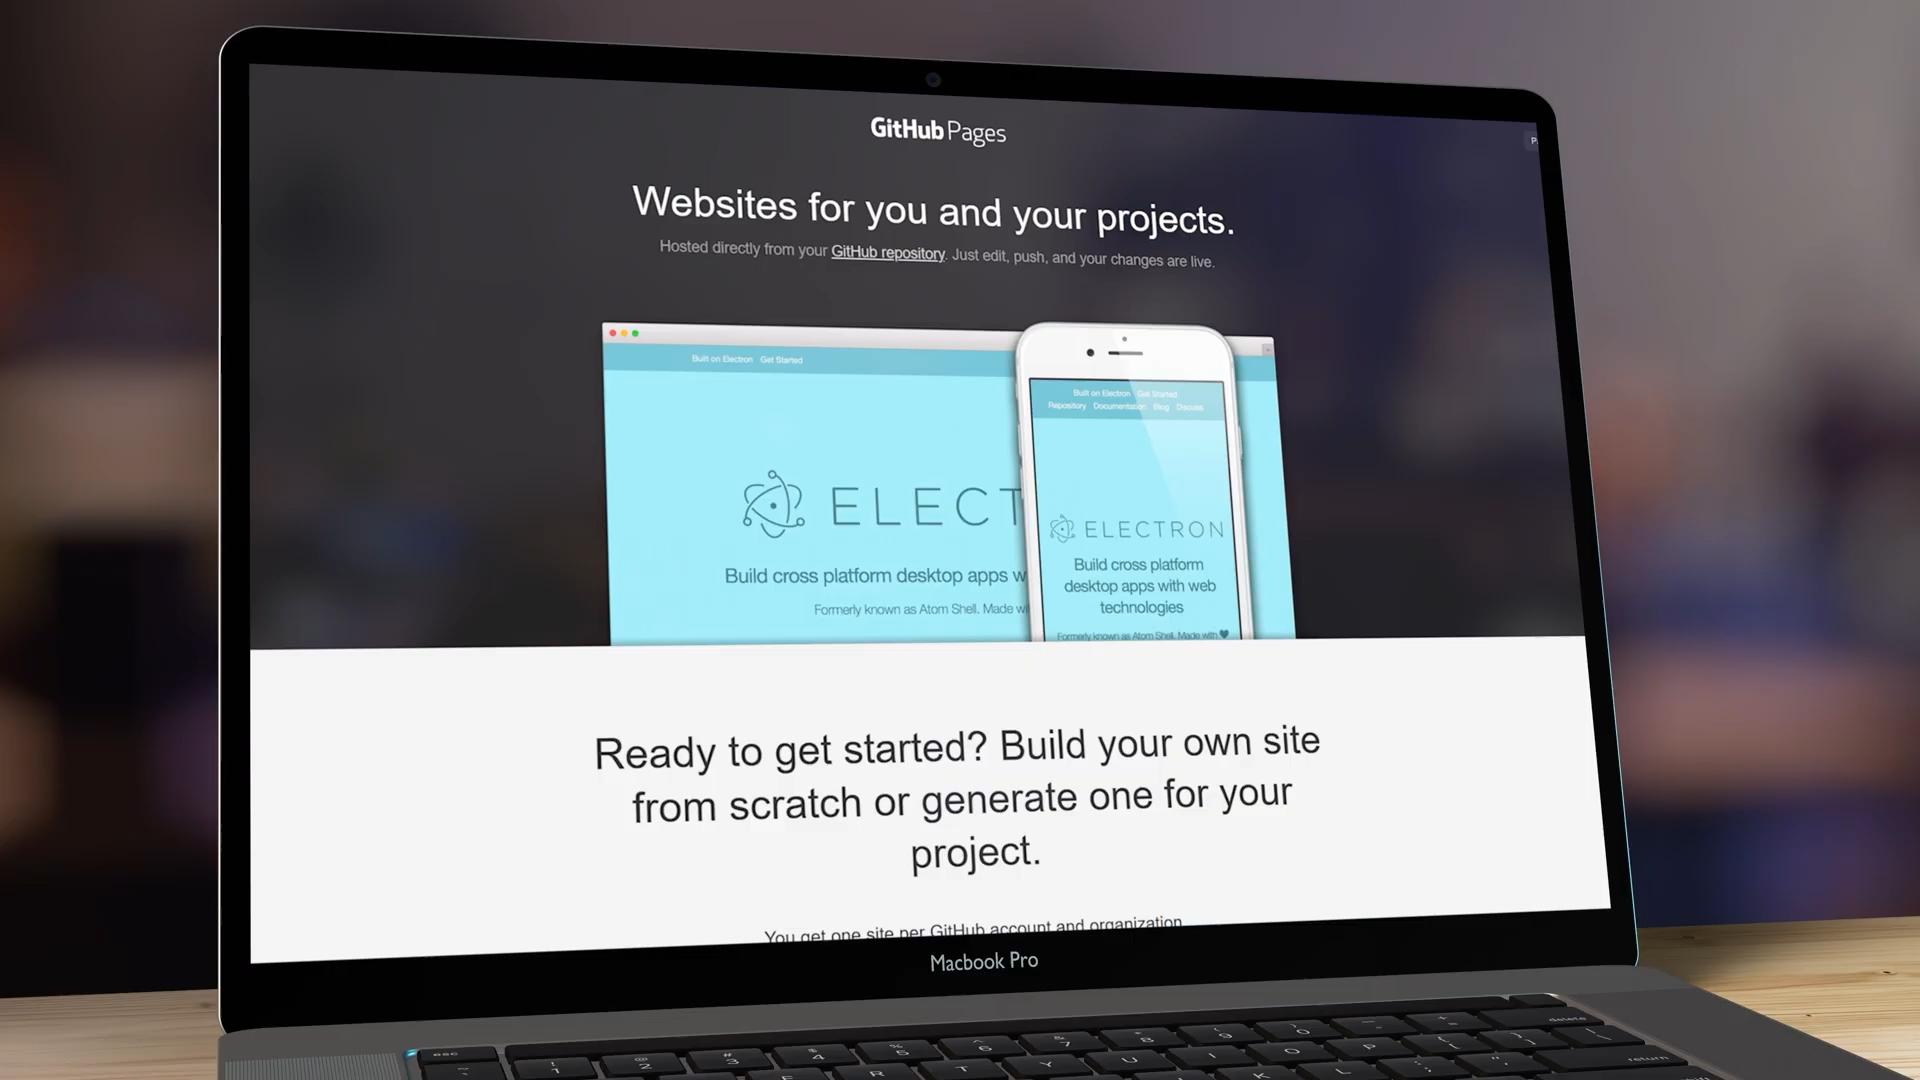 GitHub Pages
Websites for you and your projects.
Hosted directly from your GitHub repository. Just edit, push, and your changes are live.
Built on Electron Get Started
ELECT
Build cross platform desktop apps w
Formerly known as Atom Shell. Made wi
Built on Electron Get Started
Repository Documentation Blog Discuss
ELECTRON
Build cross platform
desktop apps with web
technologies
Formerly known as Atom Shell. Made with
Ready to get started? Build your own site
from scratch or generate one for your
project.
You get one site per GitHub account and organization
Macbook Pro
esc
delete
return